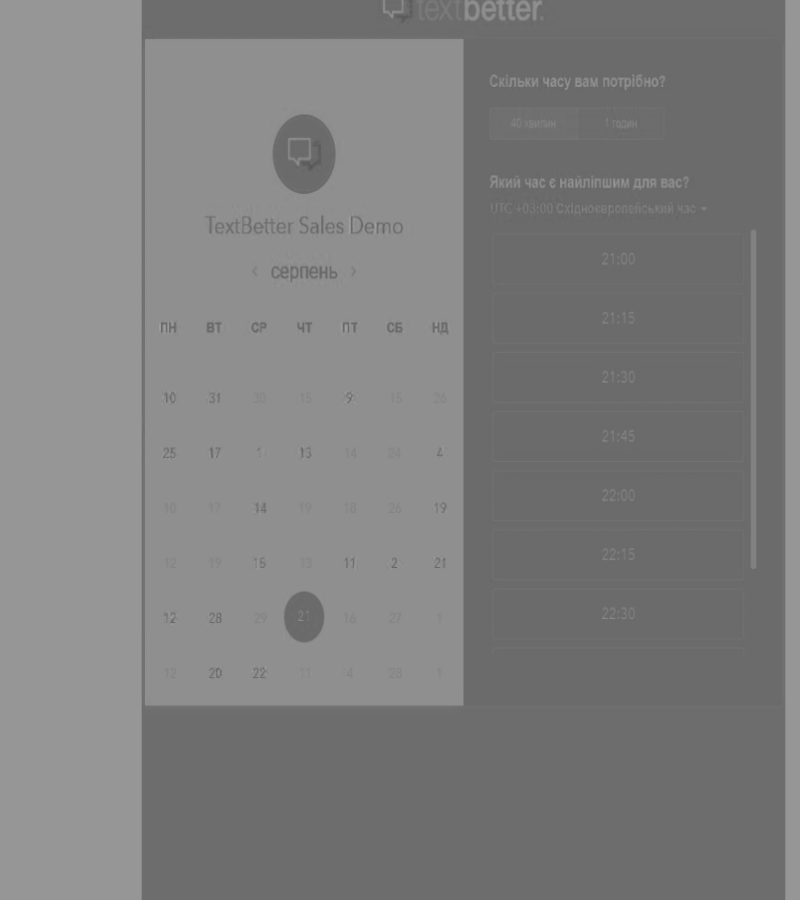 textbetter.
TextBetter Sales Demo
‹ серпень ›
ПН ВТ СР ЧТ ПТ СБ НД
10 31 30 15 9 15 26
25 17 1 13 14 24 4
10 17 14 19 18 26 19
12 19 15 13 11 2 21
12 28 29 21 16 27 1
12 20 22 11 4 28 1
Скільки часу вам потрібно?
40 хвилин 1 годин
Який час є найліпшим для вас?
UTC +03:00 Східноєвропейський час
21:00
21:15
21:30
21:45
22:00
22:15
22:30